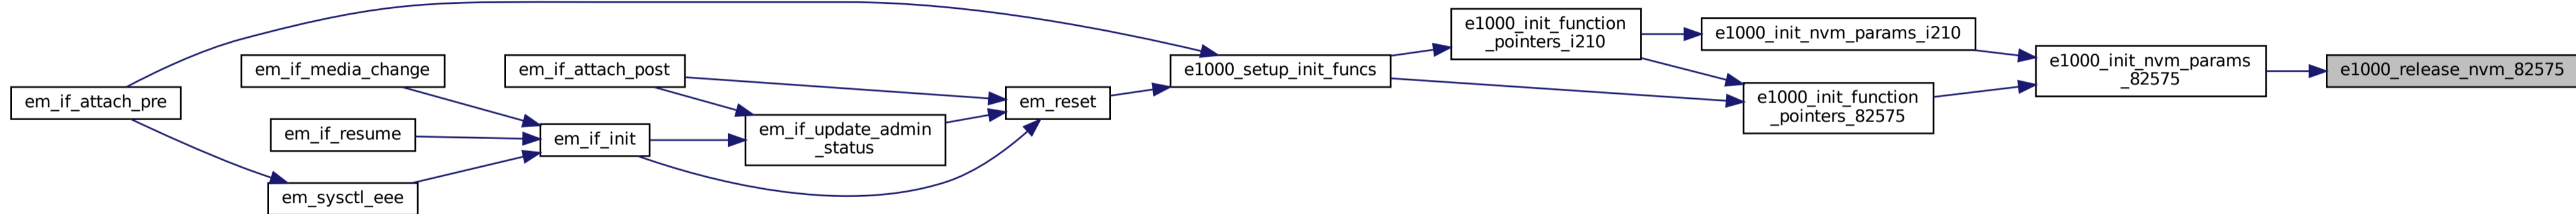 em_if_attach_pre
em_if_media_change
em_if_resume
em_sysctl_eee
em_if_attach_post
em_if_init
em_if_update_admin
_status
em_reset
e1000_setup_init_funcs
e1000_init_function
_pointers_i210
e1000_init_nvm_params_i210
e1000_init_function
_pointers_82575
e1000_init_nvm_params
_82575
e1000_release_nvm_82575